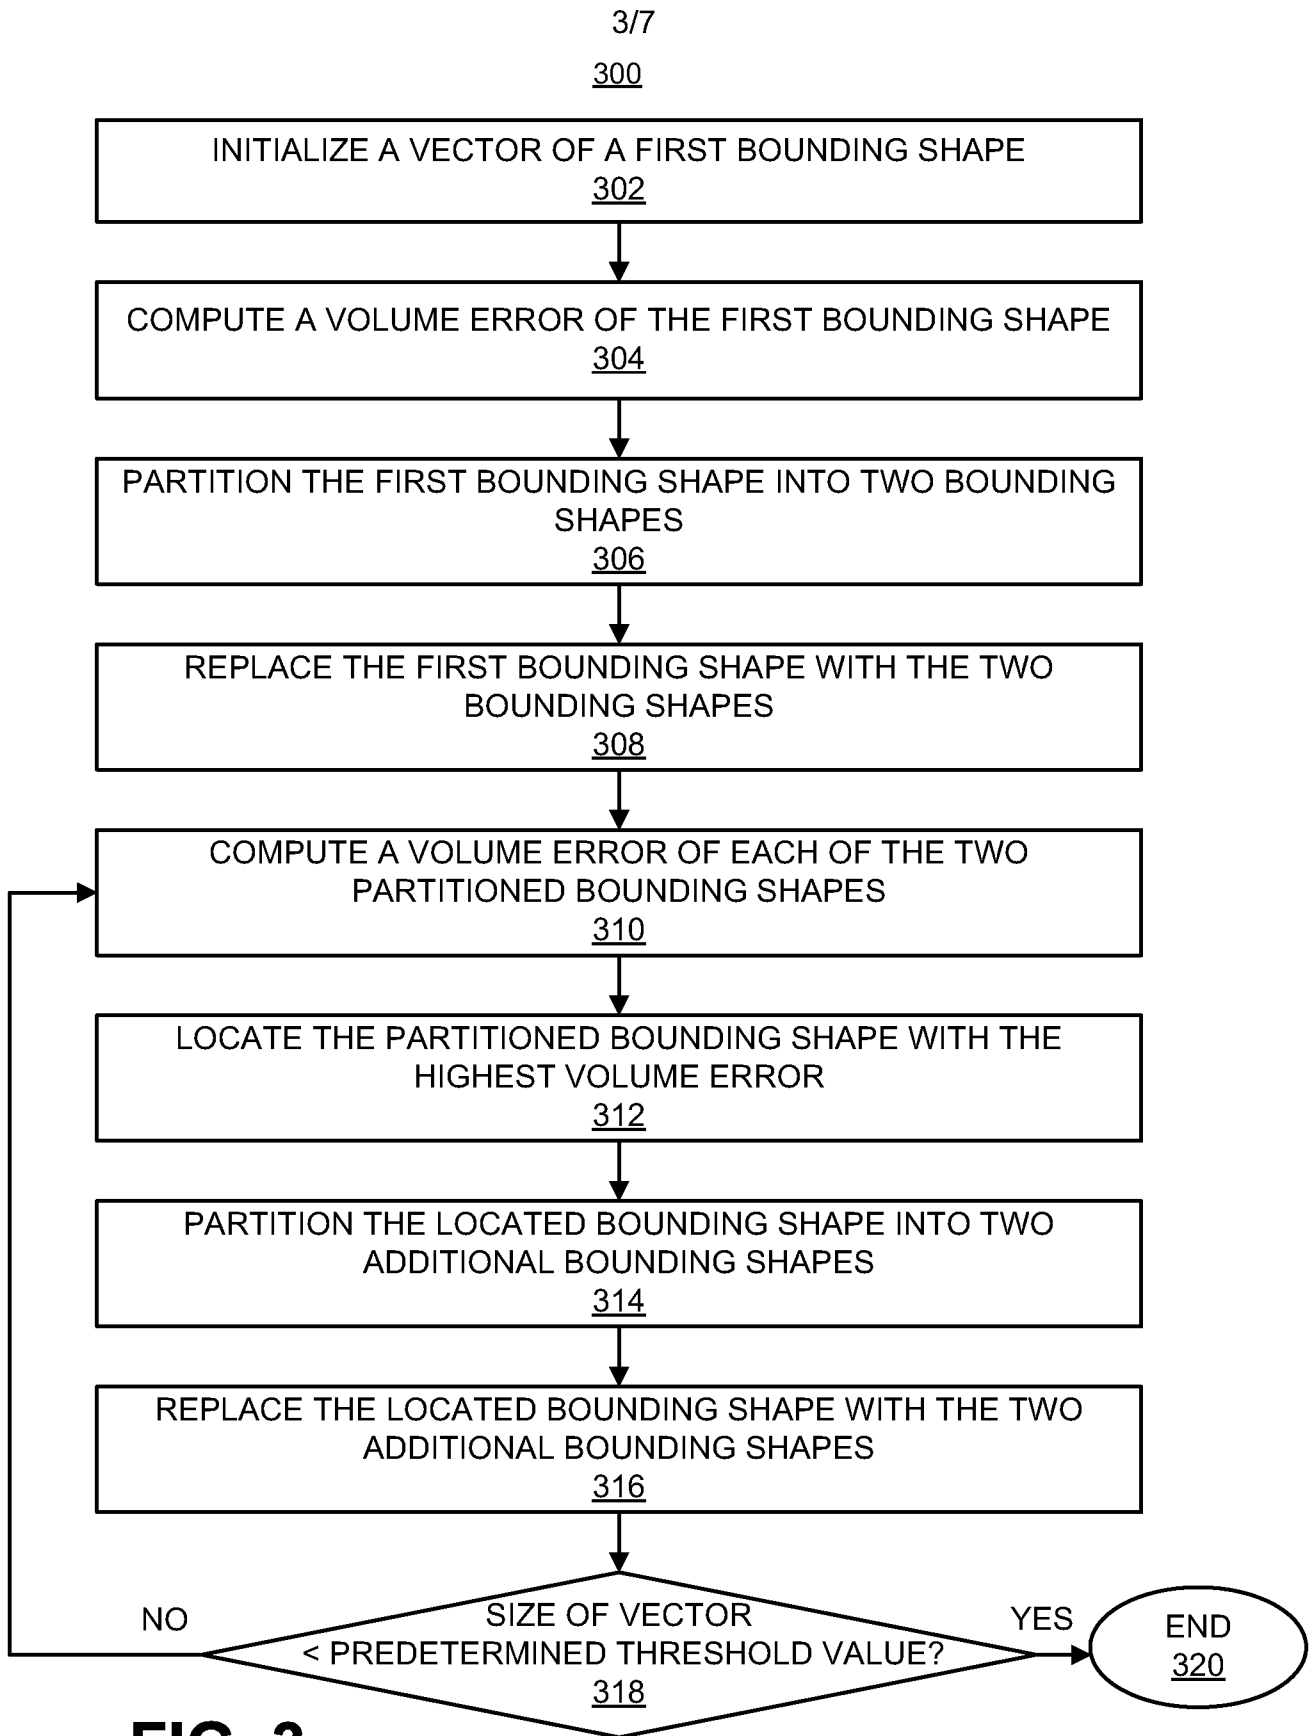 3/7
300
INITIALIZE A VECTOR OF A FIRST BOUNDING SHAPE
302
COMPUTE A VOLUME ERROR OF THE FIRST BOUNDING SHAPE
304
PARTITION THE FIRST BOUNDING SHAPE INTO TWO BOUNDING
SHAPES
306
REPLACE THE FIRST BOUNDING SHAPE WITH THE TWO
BOUNDING SHAPES
308
COMPUTE A VOLUME ERROR OF EACH OF THE TWO
PARTITIONED BOUNDING SHAPES
310
LOCATE THE PARTITIONED BOUNDING SHAPE WITH THE
HIGHEST VOLUME ERROR
312
PARTITION THE LOCATED BOUNDING SHAPE INTO TWO
ADDITIONAL BOUNDING SHAPES
314
REPLACE THE LOCATED BOUNDING SHAPE WITH THE TWO
ADDITIONAL BOUNDING SHAPES
316
NO
SIZE OF VECTOR
< PREDETERMINED THRESHOLD VALUE?
318
YES
END
320
FIG. 3